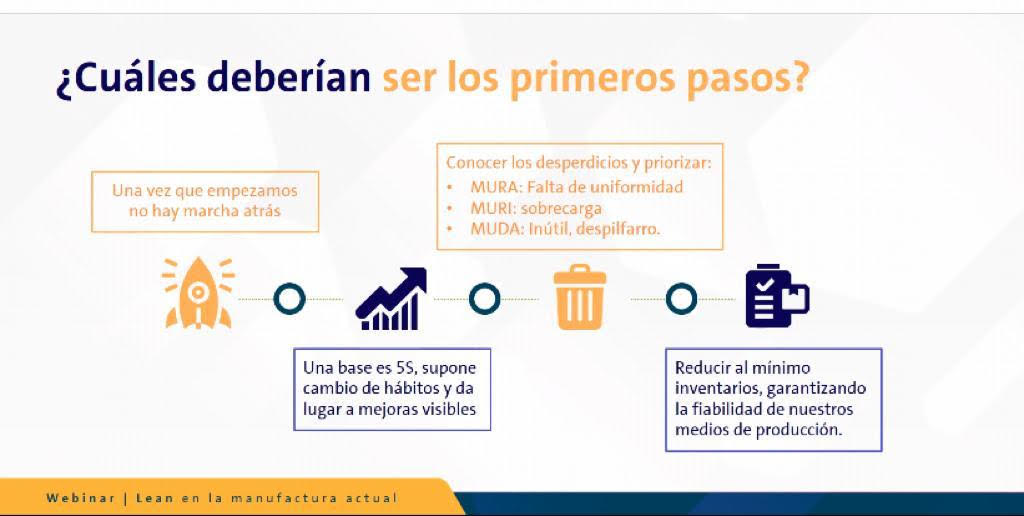 ¿Cuáles deberían ser los primeros pasos?
Una vez que empezamos
no hay marcha atrás
Conocer los desperdicios y priorizar:
• MURA: Falta de uniformidad
• MURI: sobrecarga
• MUDA: Inútil, despilfarro.
Una base es 5S, supone
cambio de hábitos y da
lugar a mejoras visibles
Reducir al mínimo
inventarios, garantizando
la fiabilidad de nuestros
medios de producción.
Webinar | Lean en la manufactura actual